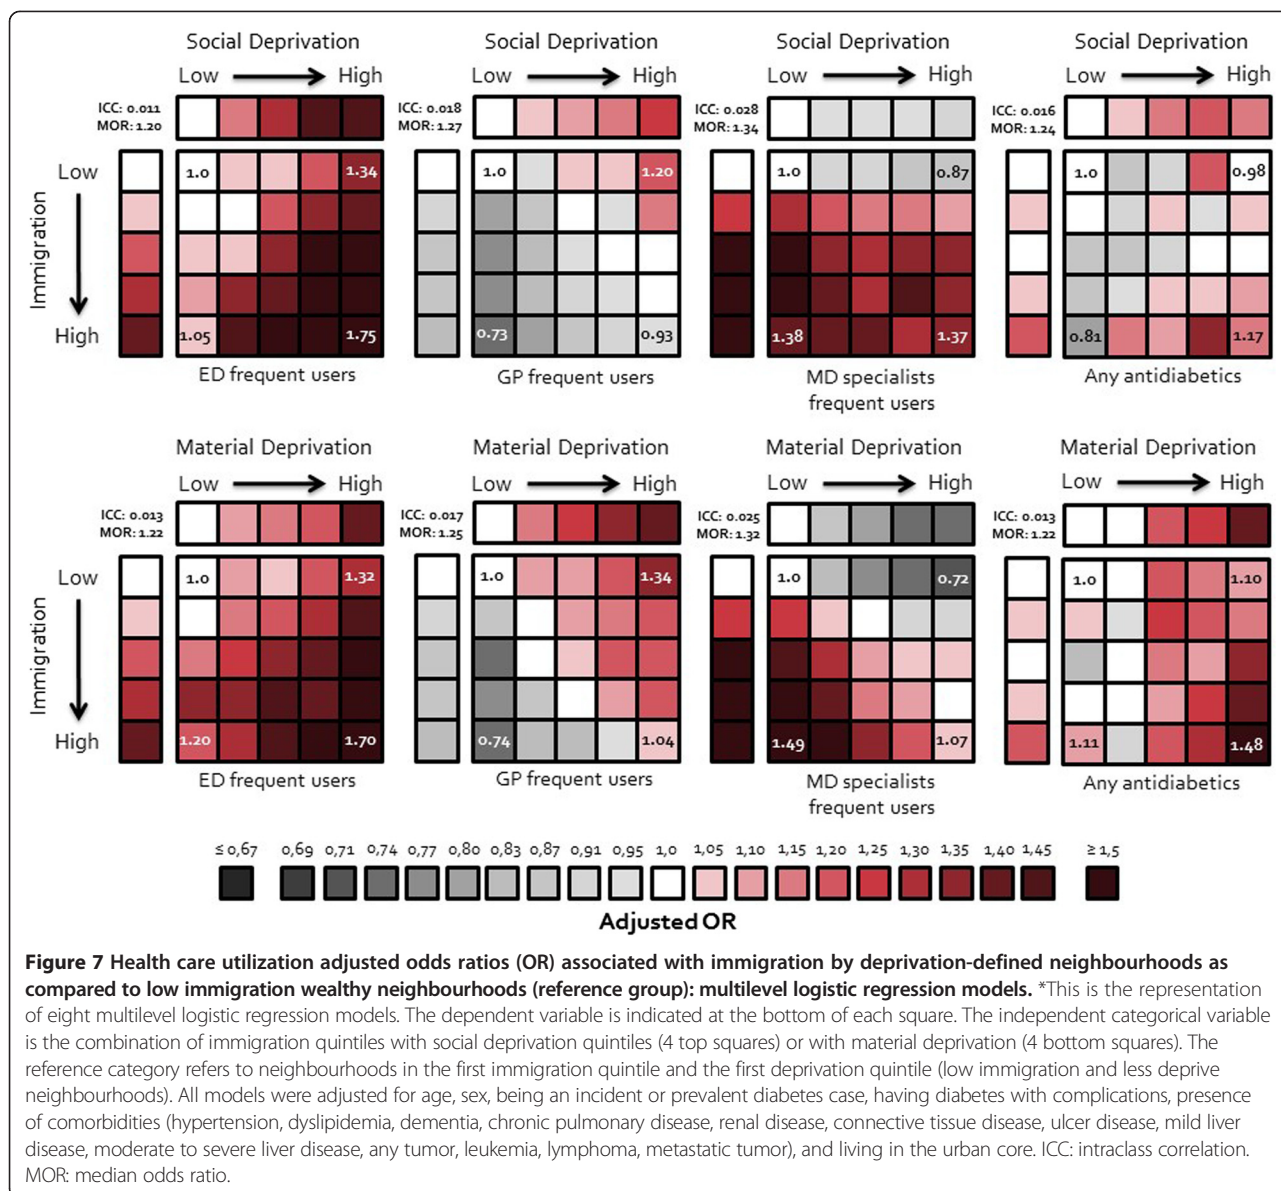 Social Deprivation
Low High
ICC: 0.011
MOR: 1.20
Immigration
Low
High
1.0 1.34
1.05 1.75
ED frequent users
Social Deprivation
Low High
ICC: 0.018
MOR: 1.27
1.0 1.20
0.73 0.93
GP frequent users
Social Deprivation
Low High
ICC: 0.028
MOR: 1.34
1.0 0.87
1.38 1.37
MD specialists
frequent users
Social Deprivation
Low High
ICC: 0.016
MOR: 1.24
1.0 0.98
0.81 1.17
Any antidiabetics
Material Deprivation
Low High
ICC: 0.013
MOR: 1.22
Immigration
Low
High
1.0 1.32
1.20 1.70
ED frequent users
Material Deprivation
Low High
ICC: 0.017
MOR: 1.25
1.0 1.34
0.74 1.04
GP frequent users
Material Deprivation
Low High
ICC: 0.025
MOR: 1.32
1.0 0.72
1.49 1.07
MD specialists
frequent users
Material Deprivation
Low High
ICC: 0.013
MOR: 1.22
1.0 1.10
1.11 1.48
Any antidiabetics
≤ 0,67 0,69 0,71 0,74 0,77 0,80 0,83 0,87 0,91 0,95 1,0 1,05 1,10 1,15 1,20 1,25 1,30 1,35 1,40 1,45 ≥ 1,5
Adjusted OR
Figure 7 Health care utilization adjusted odds ratios (OR) associated with immigration by deprivation-defined neighbourhoods as
compared to low immigration wealthy neighbourhoods (reference group): multilevel logistic regression models. *This is the representation
of eight multilevel logistic regression models. The dependent variable is indicated at the bottom of each square. The independent categorical variable
is the combination of immigration quintiles with social deprivation quintiles (4 top squares) or with material deprivation (4 bottom squares). The
reference category refers to neighbourhoods in the first immigration quintile and the first deprivation quintile (low immigration and less deprive
neighbourhoods). All models were adjusted for age, sex, being an incident or prevalent diabetes case, having diabetes with complications, presence
of comorbidities (hypertension, dyslipidemia, dementia, chronic pulmonary disease, renal disease, connective tissue disease, ulcer disease, mild liver
disease, moderate to severe liver disease, any tumor, leukemia, lymphoma, metastatic tumor), and living in the urban core. ICC: intraclass correlation.
MOR: median odds ratio.